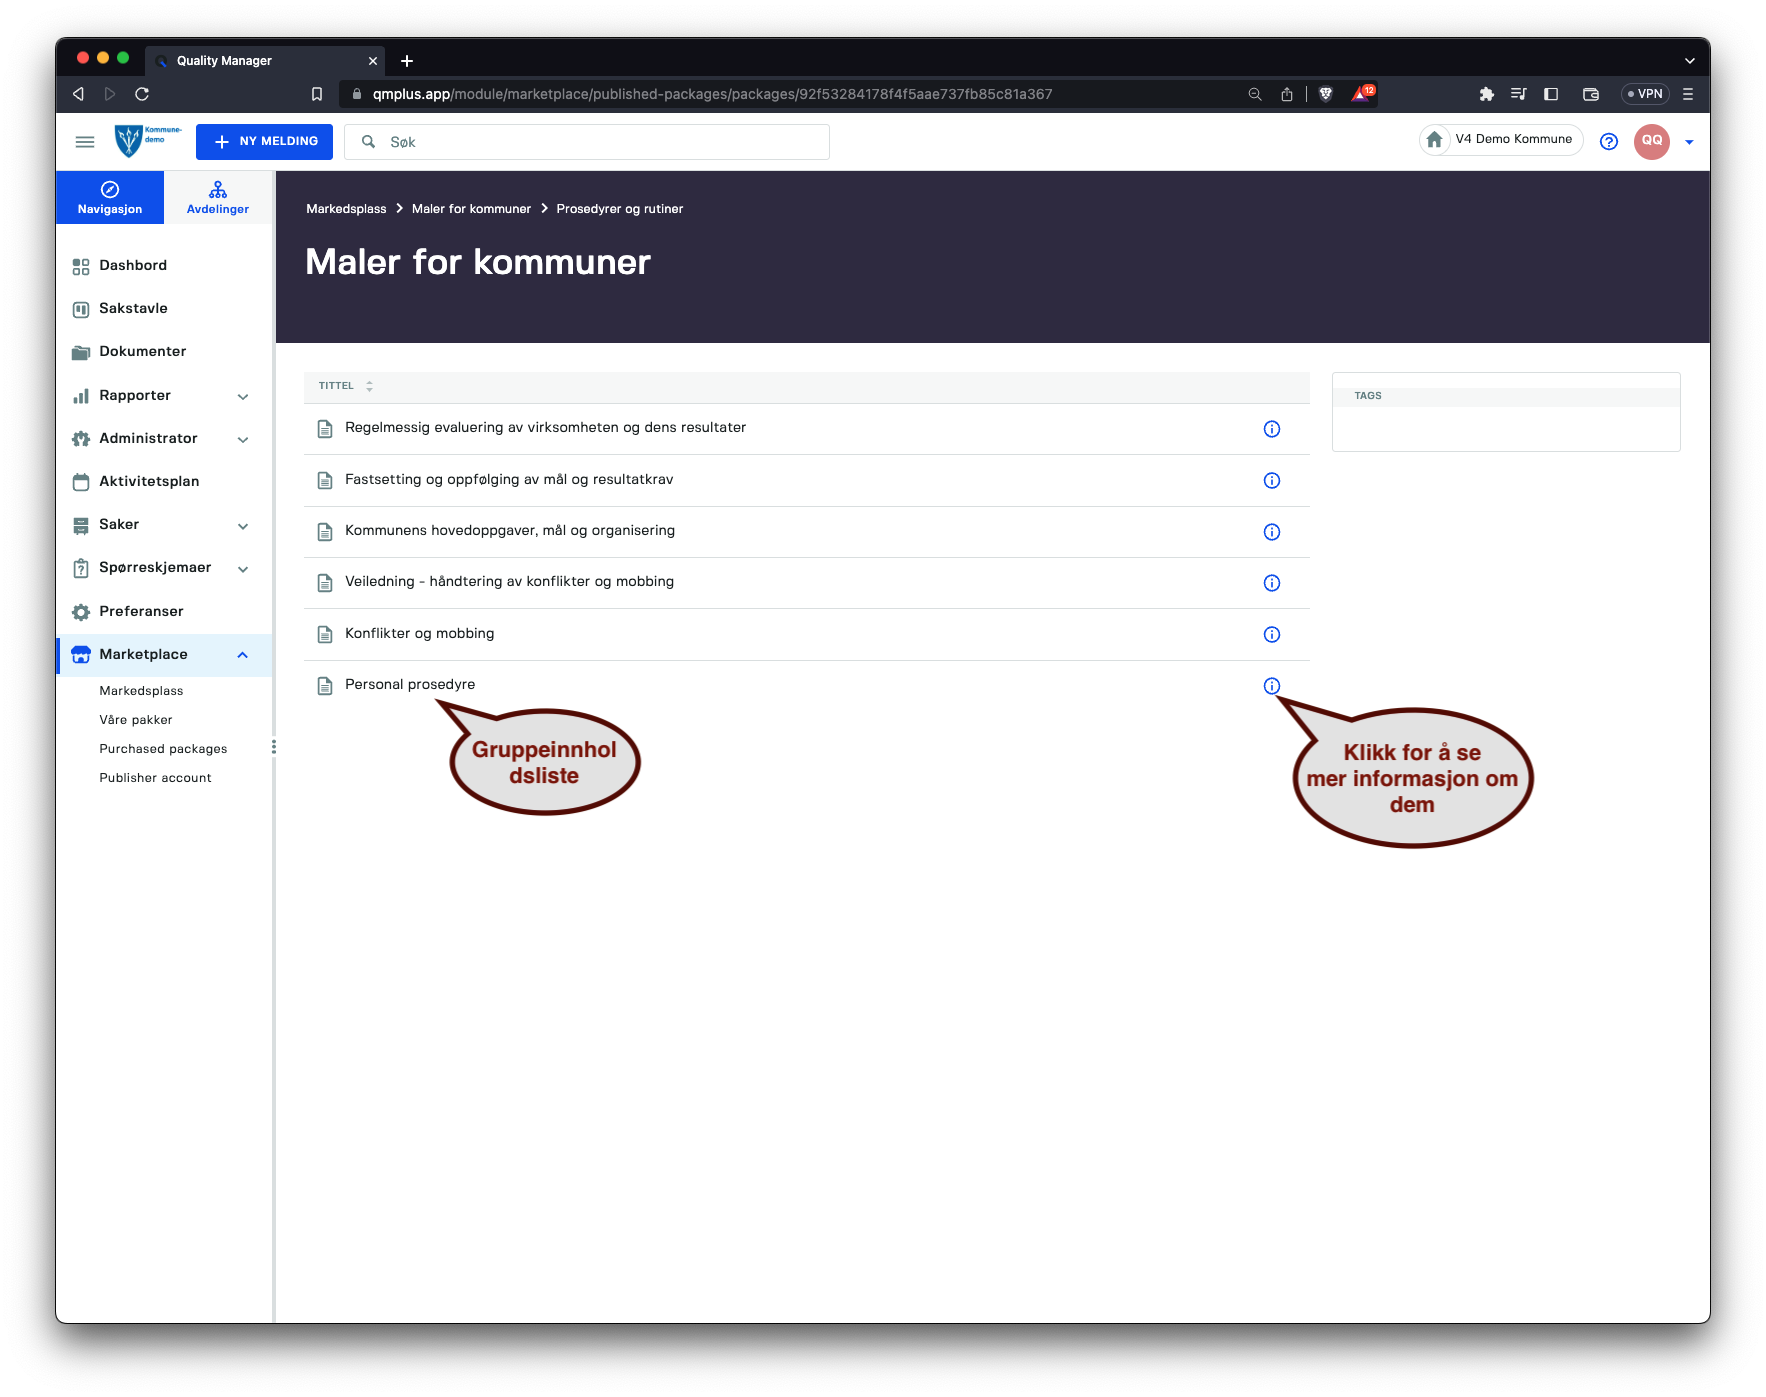 Quality Manager
qmplus.app/module/marketplace/published-packages/packages/92f53284178f4f5aae737fb85c81a367
12
VPN
Kommune-
demo
NY MELDING
Søk
V4 Demo Kommune
QQ
Navigasjon
Avdelinger
Markedsplass > Maler for kommuner > Prosedyrer og rutiner
Maler for kommuner
Dashbord
Sakstavle
Dokumenter
Rapporter
Administrator
Aktivitetsplan
Saker
Spørreskjemaer
Preferanser
Marketplace
Markedsplass
Våre pakker
Purchased packages
Publisher account
TITTEL
Regelmessig evaluering av virksomheten og dens resultater
Fastsetting og oppfølging av mål og resultatkrav
Kommunens hovedoppgaver, mål og organisering
Veiledning - håndtering av konflikter og mobbing
Konflikter og mobbing
Personal prosedyre
TAGS
Gruppeinnhol
dsliste
Klikk for å se
mer informasjon om
dem